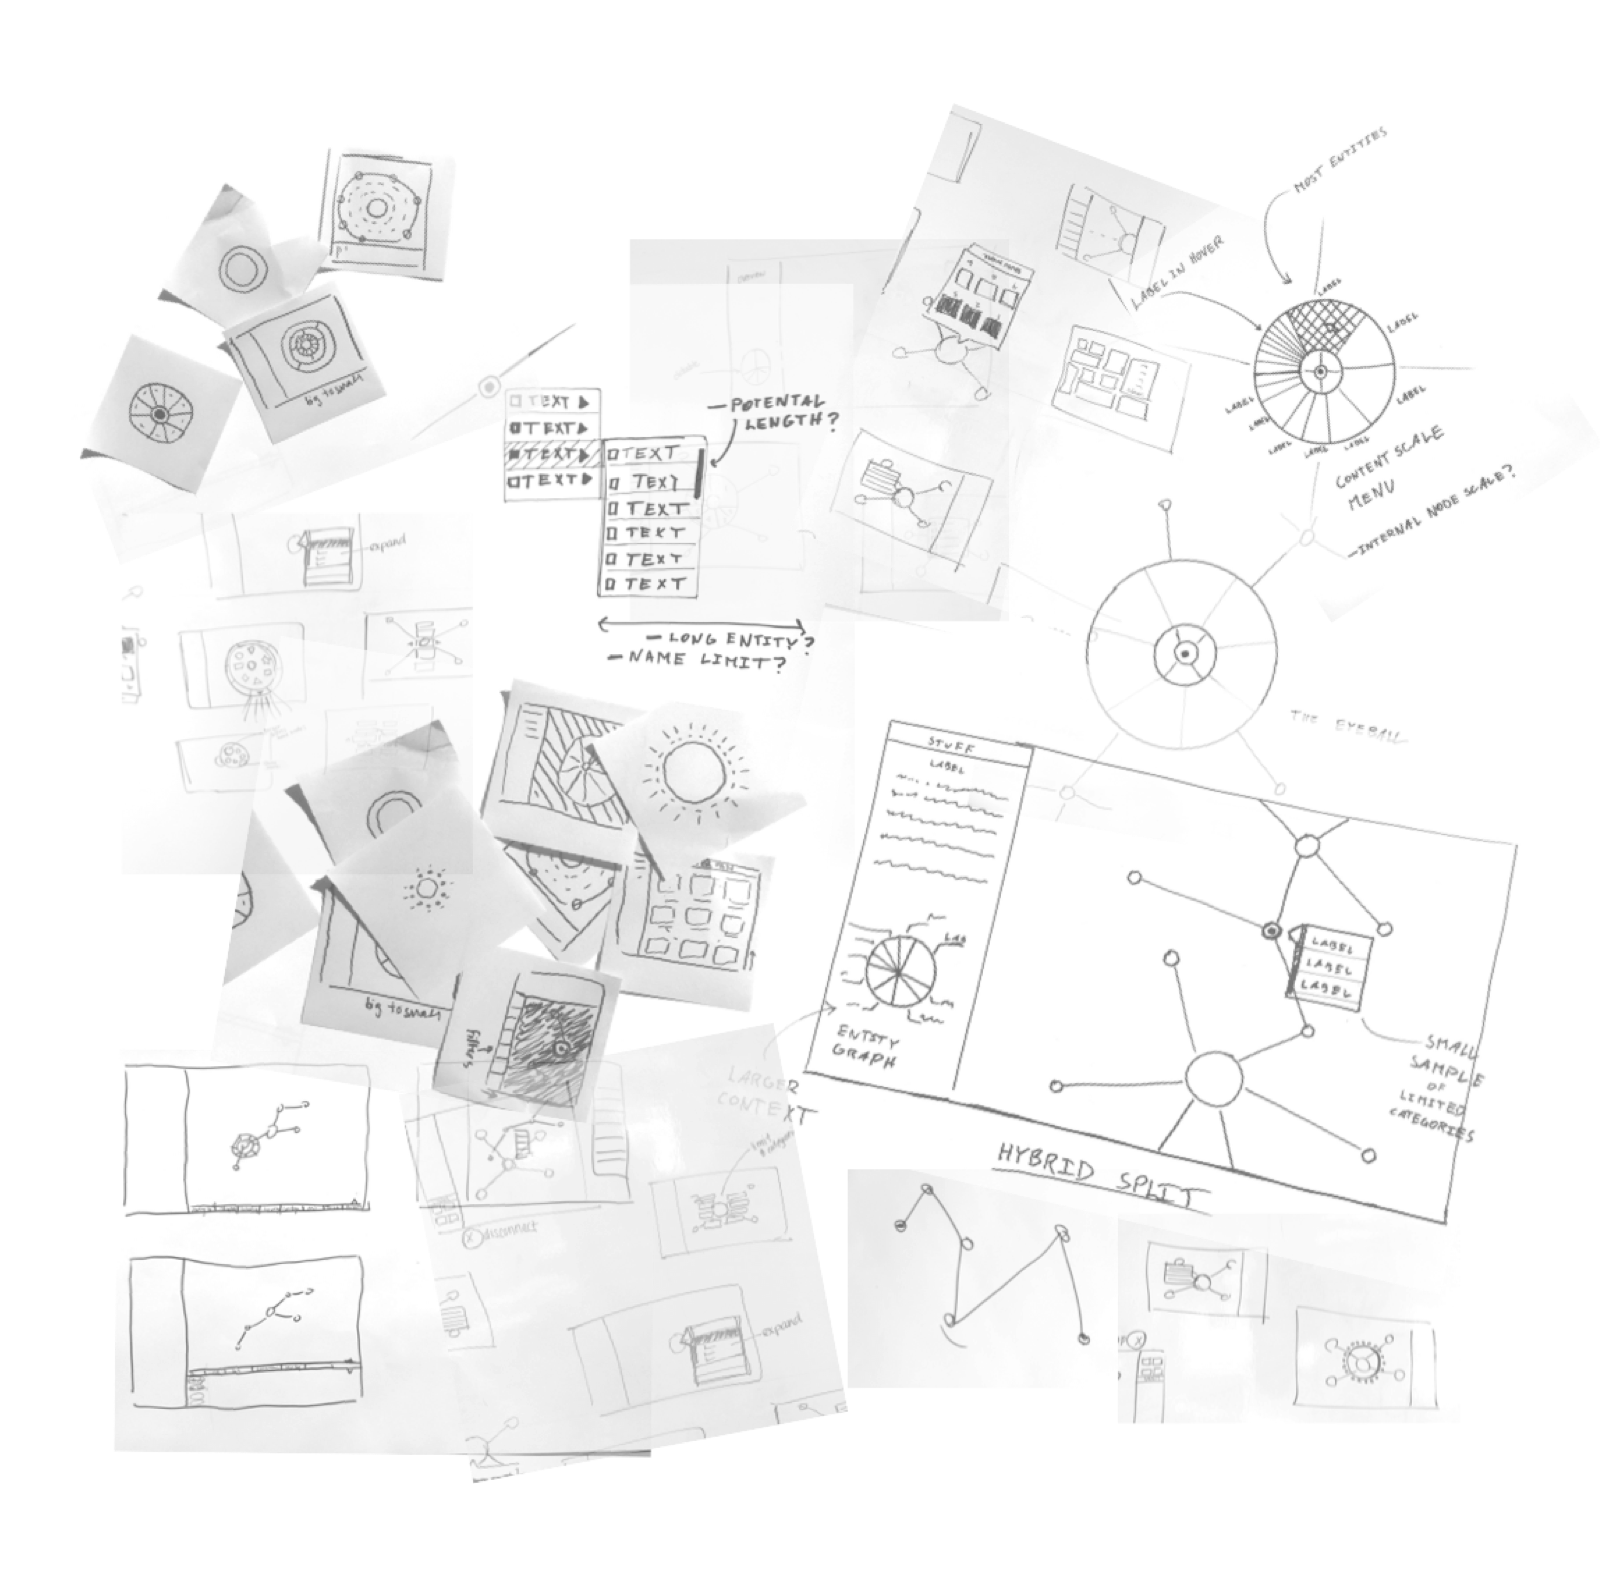 MOST ENTITIES
LABEL IN HOVER
LABEL
LABEL
LABEL
LABEL
LABEL
LABEL
LABEL
LABEL
CONTENT SCALE
MENU
-INTERNAL NODE SCALE?
big to small
TEXT
TEXT
TEXT
TEXT
TEXT
TEXT
TEXT
TEXT
TEXT
TEXT
- POTENTAL
LENGTH?
- LONG ENTITY?
- NAME LIMIT?
expand
THE EYEBALL
STUFF
LABEL
LAB
ENTITY
GRAPH
LABEL
LABEL
LABEL
SMALL
SAMPLE
OF
LIMITED
CATEGORIES
HYBRID SPLIT
big to small
filters
LARGER
CONTEXT
X disconnect
expand
X